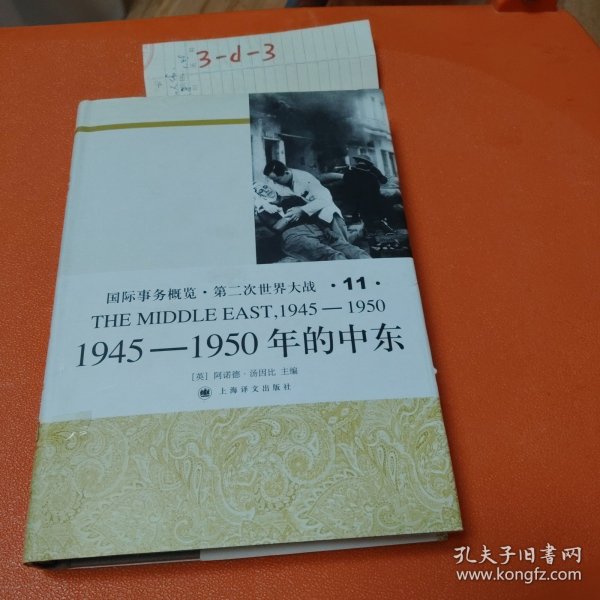 3-d-3
国际事务概览·第二次世界大战 ·11·
THE MIDDLE EAST,1945—1950
1945—1950年的中东
[英] 阿诺德·汤因比 主编
上海译文出版社
孔夫子旧书网
www.kongfz.com